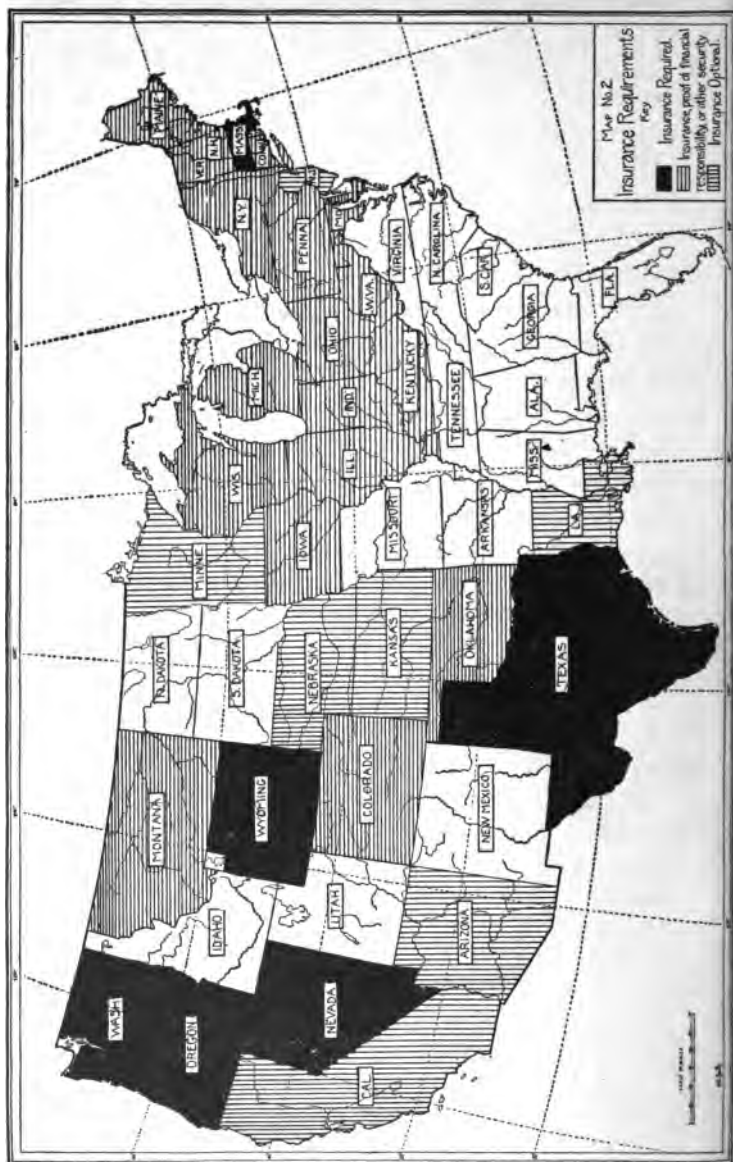 MAP No. 2
Insurance Requirements
Key
Insurance Required.
Insurance, proof of financial
responsibility, or other security
Insurance Optional.
WASH
OREGON
CAL
NEVADA
IDAHO
MONTANA
WYOMING
UTAH
COLORADO
ARIZONA
NEW MEXICO
N. DAKOTA
S. DAKOTA
NEBRASKA
KANSAS
OKLAHOMA
TEXAS
MINNE
IOWA
MISSOURI
ARKANSAS
LA.
WIS
ILL
MICH
IND.
OHIO
KENTUCKY
TENNESSEE
MISS.
ALA.
GEORGIA
FLA
S.CAR
N. CAROLINA
VIRGINIA
W.VA.
MD
PENNA
N.J.
N.Y
CONN
MASS
VER
N.H.
MAINE